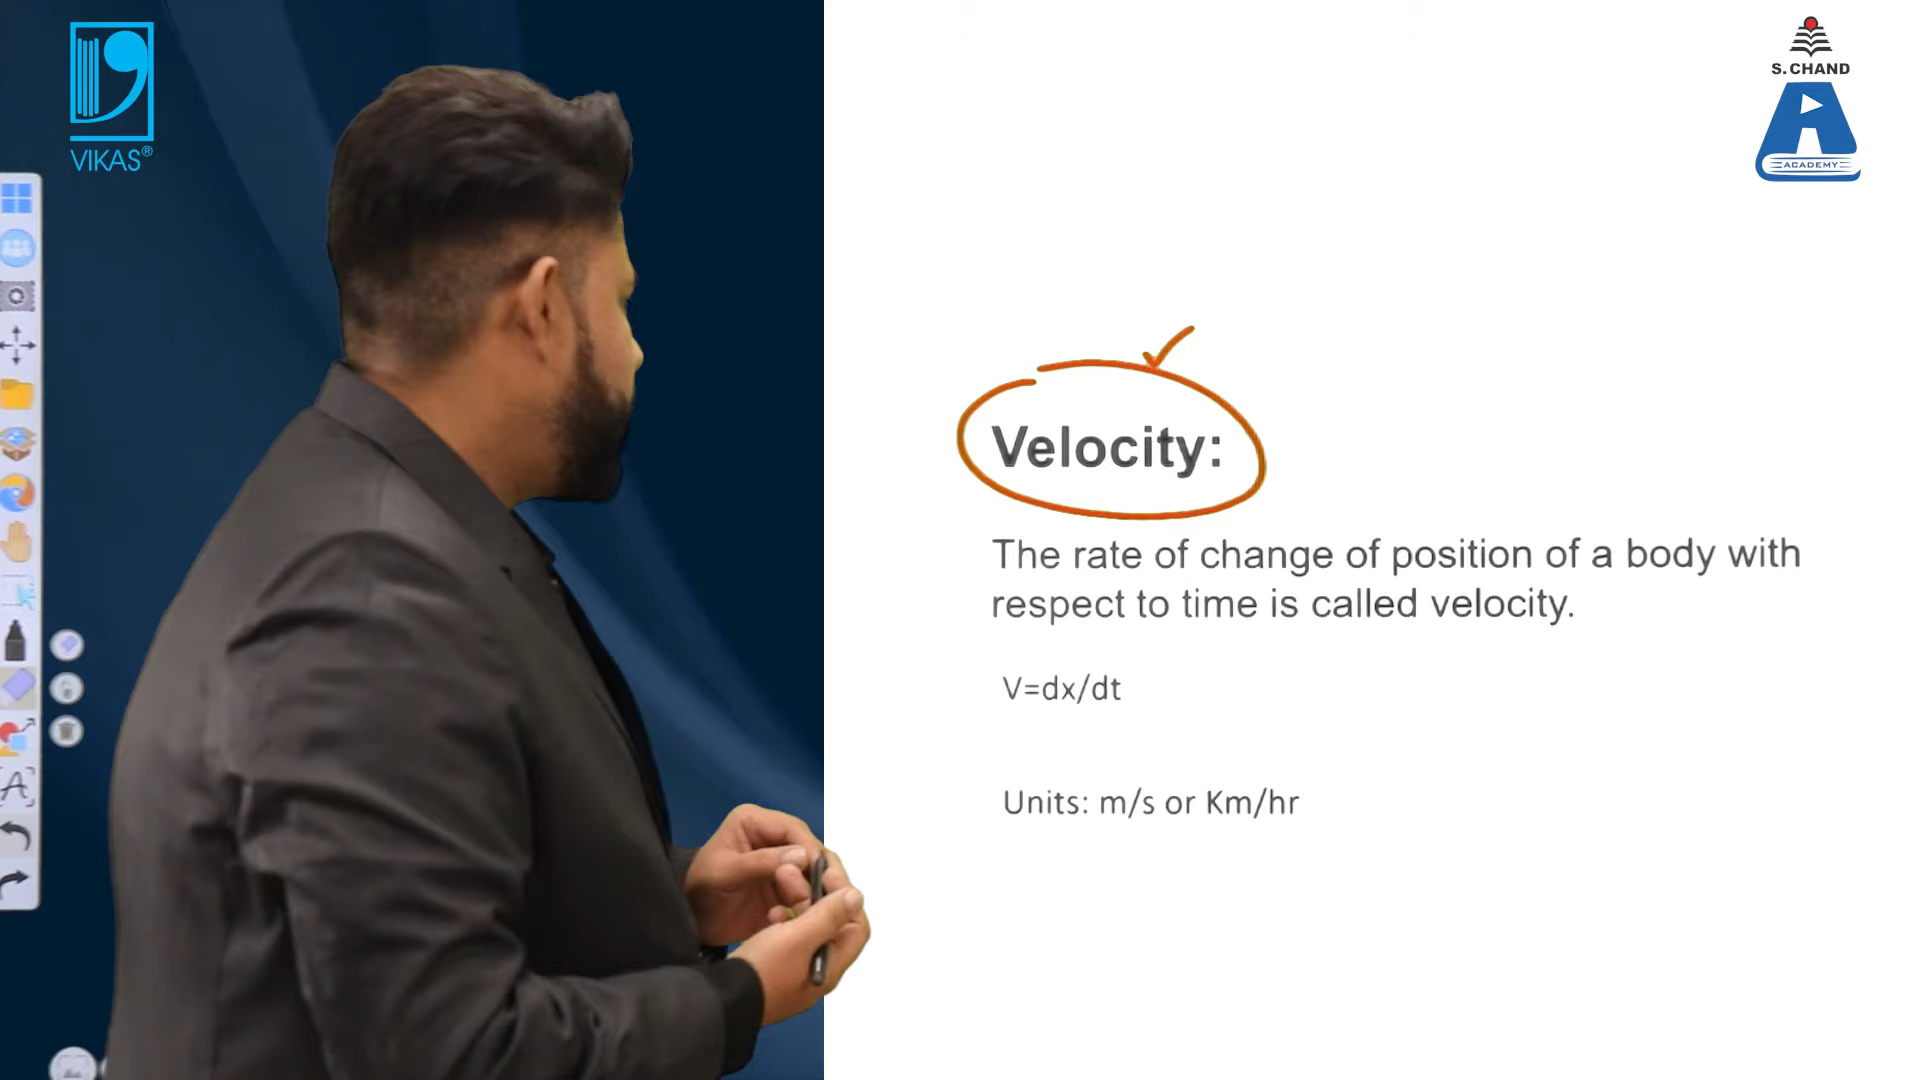 VIKAS®
S. CHAND
ACADEMY
Velocity:
The rate of change of position of a body with
respect to time is called velocity.
V=dx/dt
Units: m/s or Km/hr